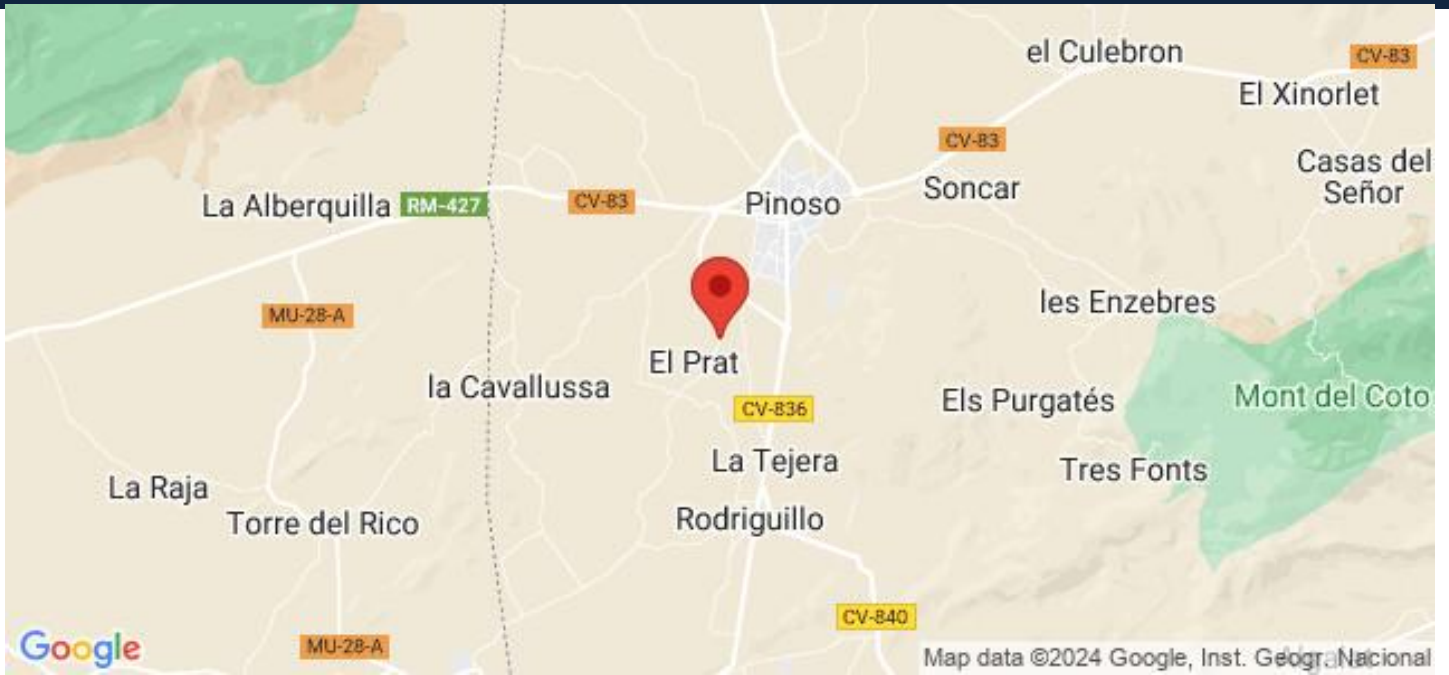 el Culebron
CV-83
El Xinorlet
CV-83
Casas del
Señor
Soncar
La Alberquilla
RM-427
CV-83
Pinoso
les Enzebres
MU-28-A
El Prat
la Cavallussa
CV-836
Els Purgatés
Mont del Coto
La Tejera
Tres Fonts
La Raja
Torre del Rico
Rodriguillo
CV-840
Google
MU-28-A
Map data ©2024 Google, Inst. Geogr. Nacional